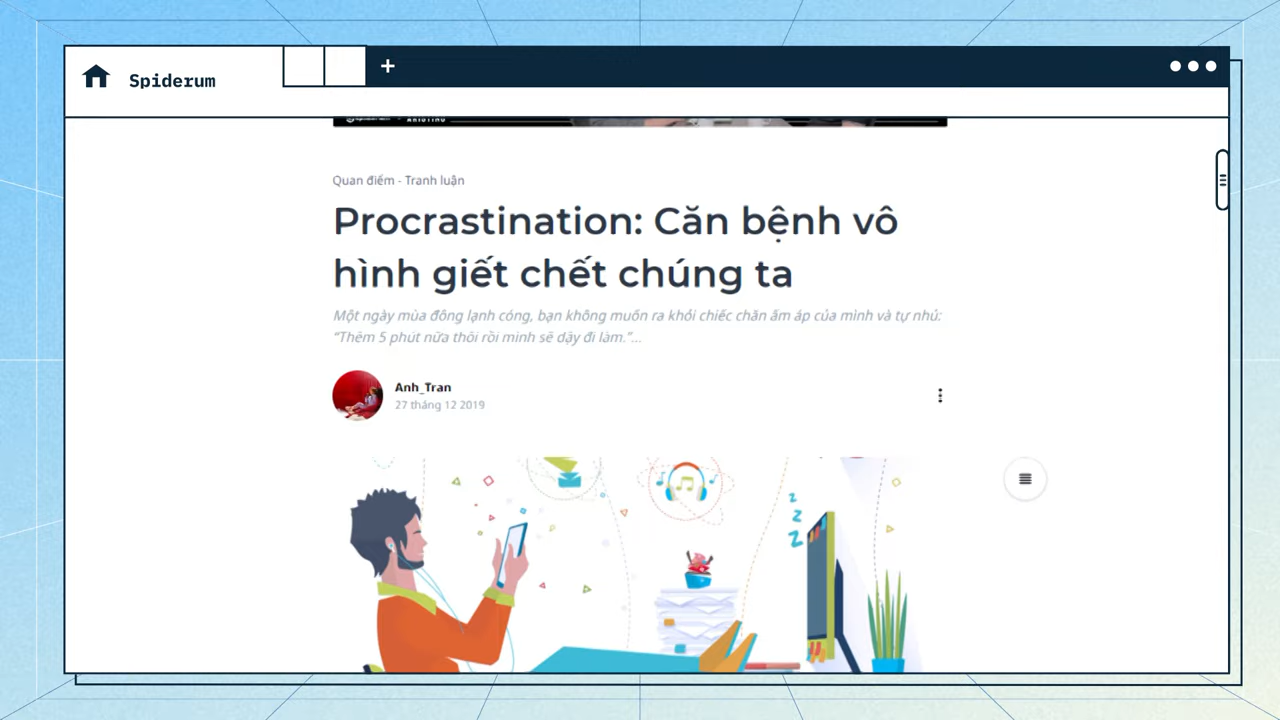 Spiderum
Quan điểm - Tranh luận
Procrastination: Căn bệnh vô
hình giết chết chúng ta
Một ngày mùa đông lạnh cóng, bạn không muốn ra khỏi chiếc chăn ấm áp của mình và tự nhủ:
“Thêm 5 phút nữa thôi rồi mình sẽ dậy đi làm.”...
Anh_Tran
27 tháng 12 2019
z
z
z